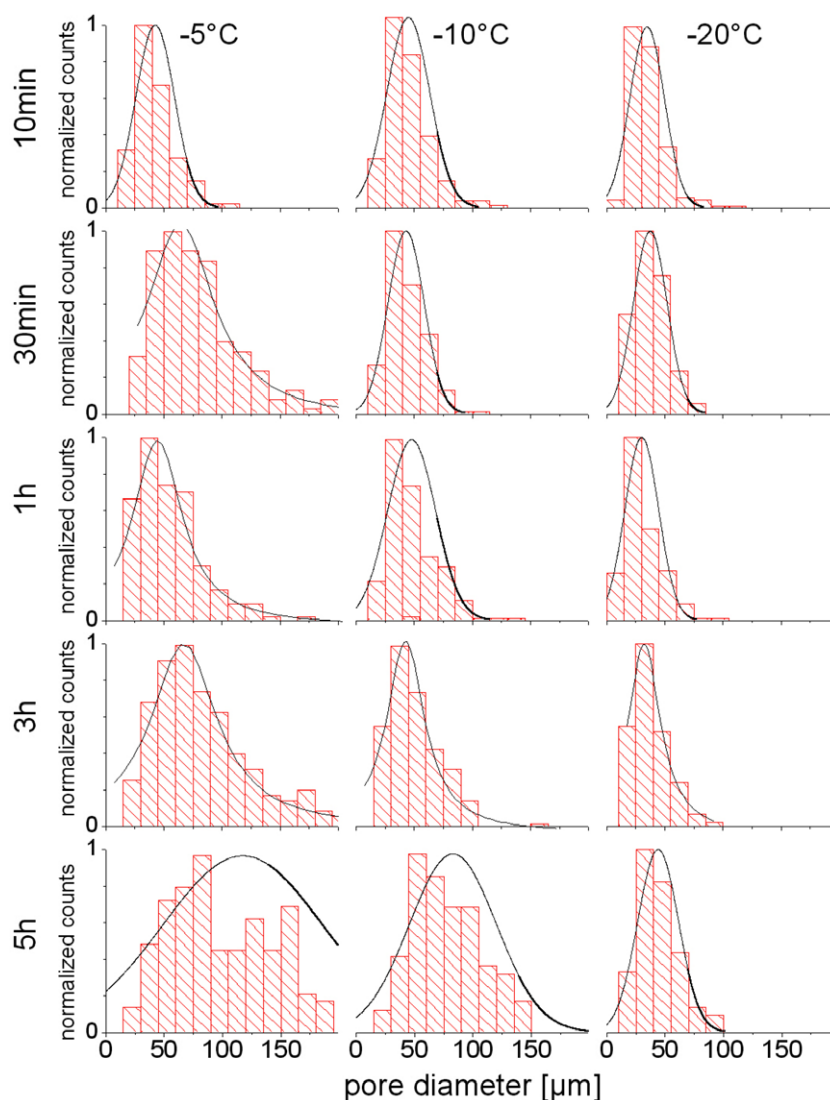 -5°C -10°C -20°C
10min
normalized counts
1
0
30min
normalized counts
1
0
1h
normalized counts
1
0
3h
normalized counts
1
0
5h
normalized counts
1
0
0 50 100 150 0 50 100 150 0 50 100 150
pore diameter [µm]